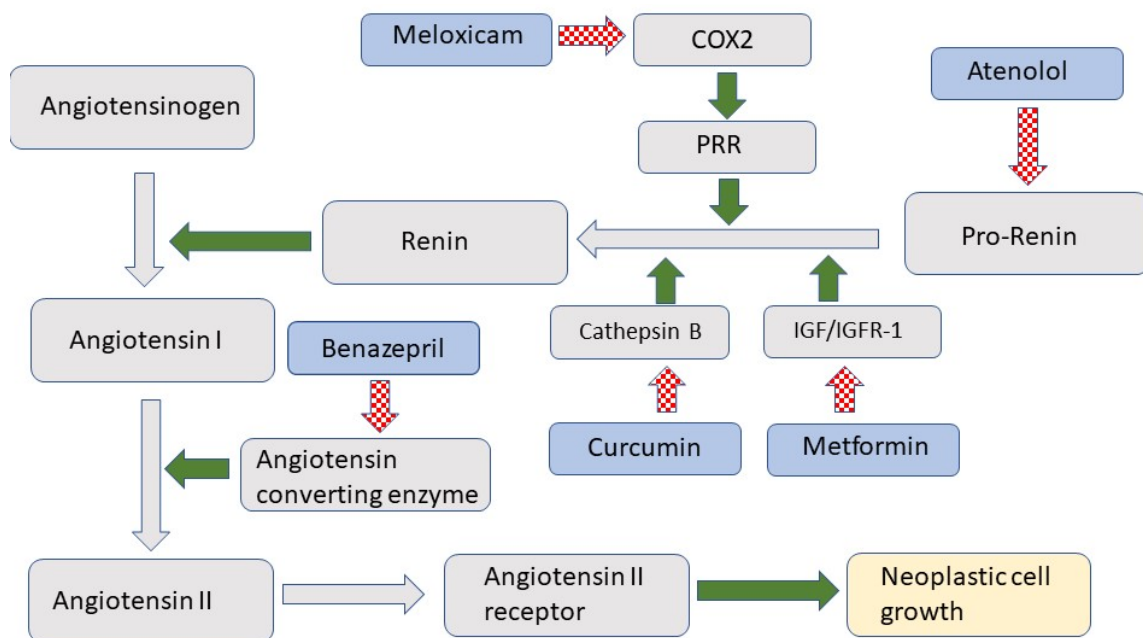 Meloxicam
COX2
Atenolol
Angiotensinogen
PRR
Renin
Pro-Renin
Angiotensin I
Benazepril
Cathepsin B
IGF/IGFR-1
Curcumin
Metformin
Angiotensin
converting enzyme
Angiotensin II
Angiotensin II
receptor
Neoplastic cell
growth